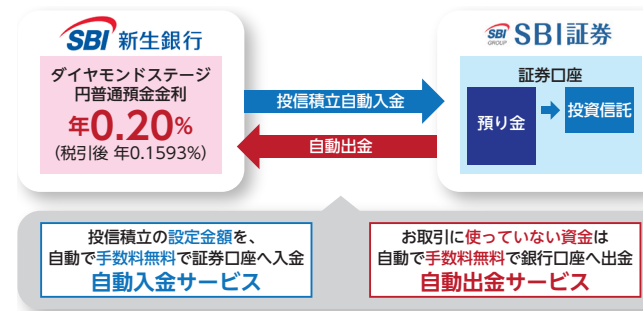 SBI 新生銀行
ダイヤモンドステージ
円普通預金金利
年0.20%
(税引後 年0.1593%)
投信積立自動入金
自動出金
SBI GROUP SBI証券
証券口座
預り金
投資信託
投信積立の設定金額を、
自動で手数料無料で証券口座へ入金
自動入金サービス
お取引に使っていない資金は
自動で手数料無料で銀行口座へ出金
自動出金サービス